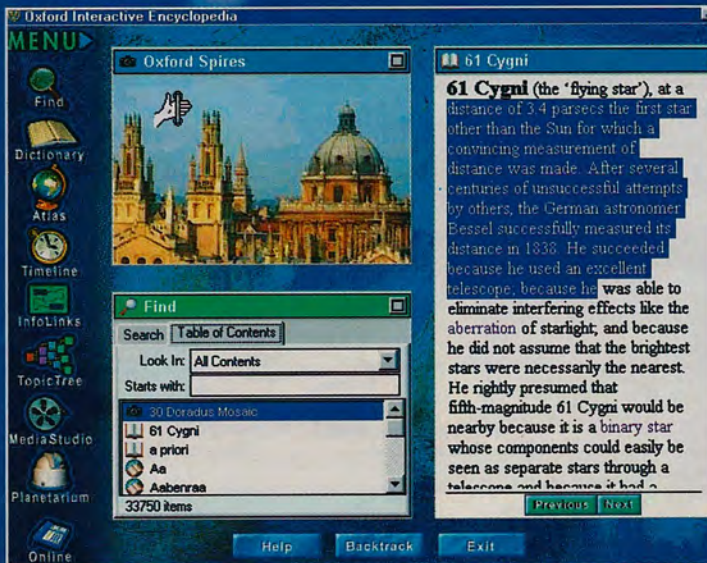 Oxford Interactive Encyclopedia
MENU
Find
Dictionary
Atlas
Timeline
InfoLinks
TopicTree
MediaStudio
Planetarium
Online
Oxford Spires
Find
Search Table of Contents
Look In: All Contents
Starts with:
30 Doradus Mosaic
61 Cygni
a priori
Aa
Aabenraa
33750 items
61 Cygni
61 Cygni (the ‘flying star’), at a
distance of 3.4 parsecs the first star
other than the Sun for which a
convincing measurement of
distance was made. After several
centuries of unsuccessful attempts
by others, the German astronomer
Bessel successfully measured its
distance in 1838. He succeeded
because he used an excellent
telescope; because he was able to
eliminate interfering effects like the
aberration of starlight; and because
he did not assume that the brightest
stars were necessarily the nearest.
He rightly presumed that
fifth-magnitude 61 Cygni would be
nearby because it is a binary star
whose components could easily be
seen as separate stars through a
telescope and because it had a
Previous Next
Help Backtrack Exit